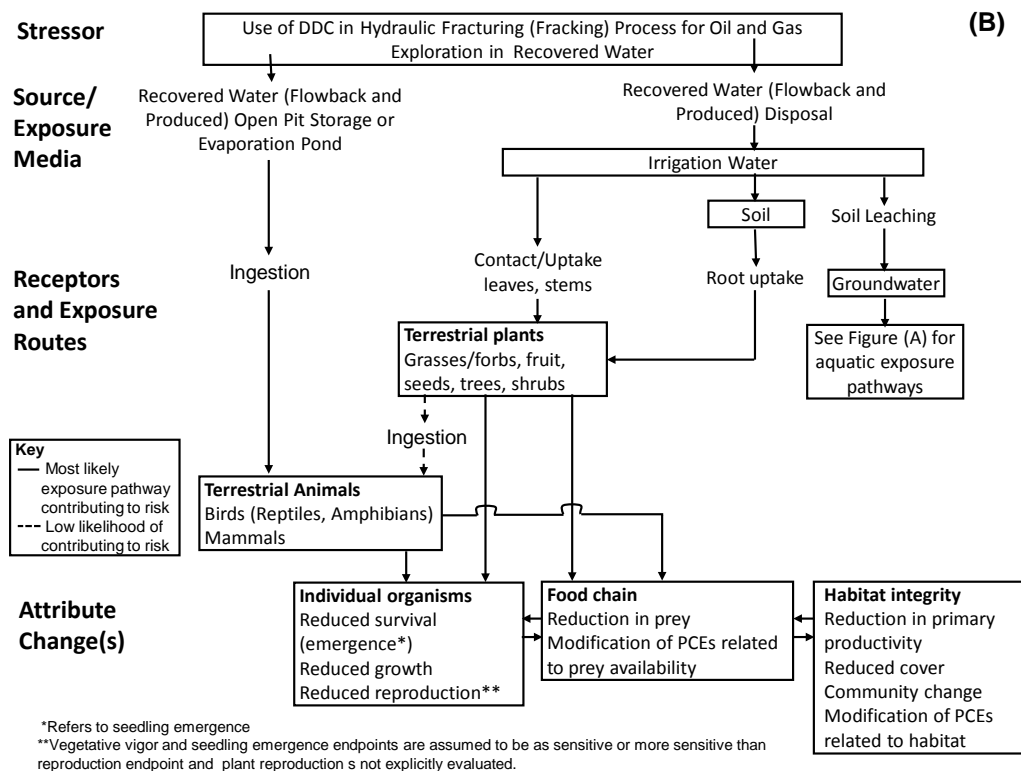 (B)
Stressor
Use of DDC in Hydraulic Fracturing (Fracking) Process for Oil and Gas
Exploration in Recovered Water
Source/
Exposure
Media
Recovered Water (Flowback and
Produced) Open Pit Storage or
Evaporation Pond
Recovered Water (Flowback and
Produced) Disposal
Irrigation Water
Soil
Soil Leaching
Receptors
and Exposure
Routes
Ingestion
Contact/Uptake
leaves, stems
Root uptake
Groundwater
Terrestrial plants
Grasses/forbs, fruit,
seeds, trees, shrubs
See Figure (A) for
aquatic exposure
pathways
Ingestion
Key
Most likely
exposure pathway
contributing to risk
Low likelihood of
contributing to risk
Terrestrial Animals
Birds (Reptiles, Amphibians)
Mammals
Attribute
Change(s)
Individual organisms
Reduced survival
(emergence*)
Reduced growth
Reduced reproduction**
Food chain
Reduction in prey
Modification of PCEs related
to prey availability
Habitat integrity
Reduction in primary
productivity
Reduced cover
Community change
Modification of PCEs
related to habitat
*Refers to seedling emergence
**Vegetative vigor and seedling emergence endpoints are assumed to be as sensitive or more sensitive than
reproduction endpoint and plant reproduction s not explicitly evaluated.